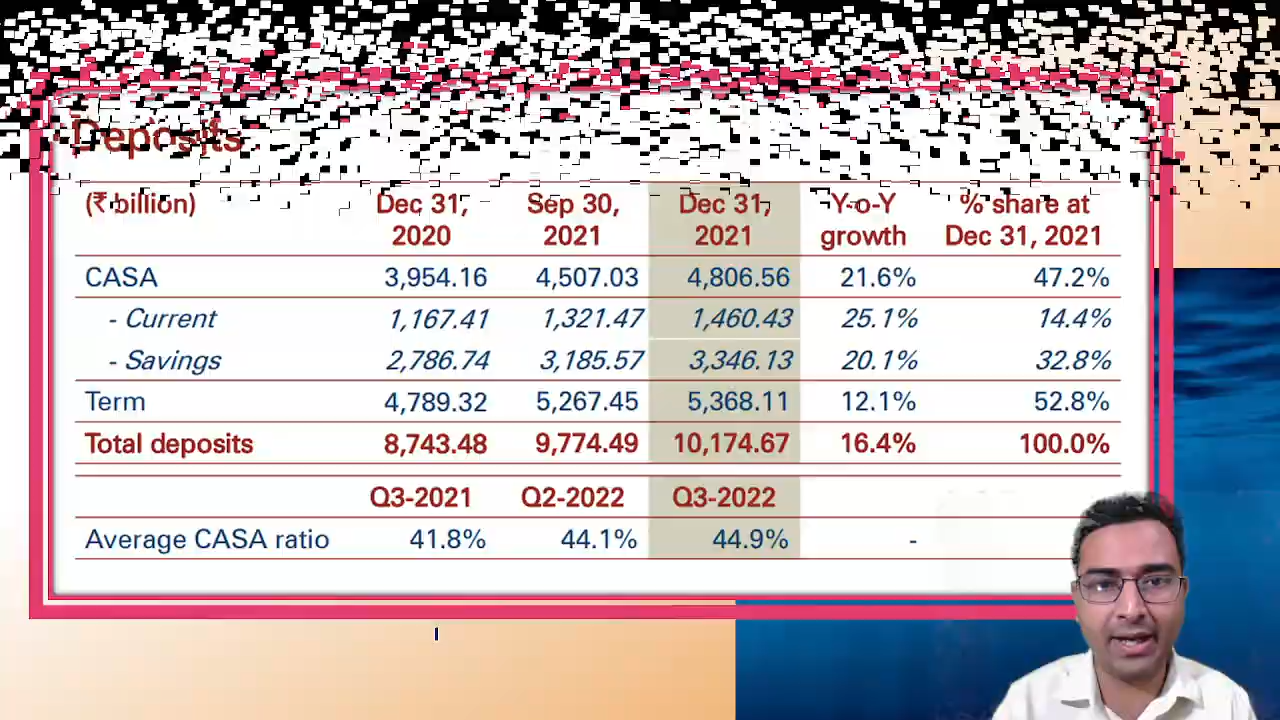 Deposits
(₹ billion) Dec 31, 2020 Sep 30, 2021 Dec 31, 2021 Y-o-Y growth % share at Dec 31, 2021
CASA 3,954.16 4,507.03 4,806.56 21.6% 47.2%
- Current 1,167.41 1,321.47 1,460.43 25.1% 14.4%
- Savings 2,786.74 3,185.57 3,346.13 20.1% 32.8%
Term 4,789.32 5,267.45 5,368.11 12.1% 52.8%
Total deposits 8,743.48 9,774.49 10,174.67 16.4% 100.0%
Q3-2021 Q2-2022 Q3-2022
Average CASA ratio 41.8% 44.1% 44.9% -